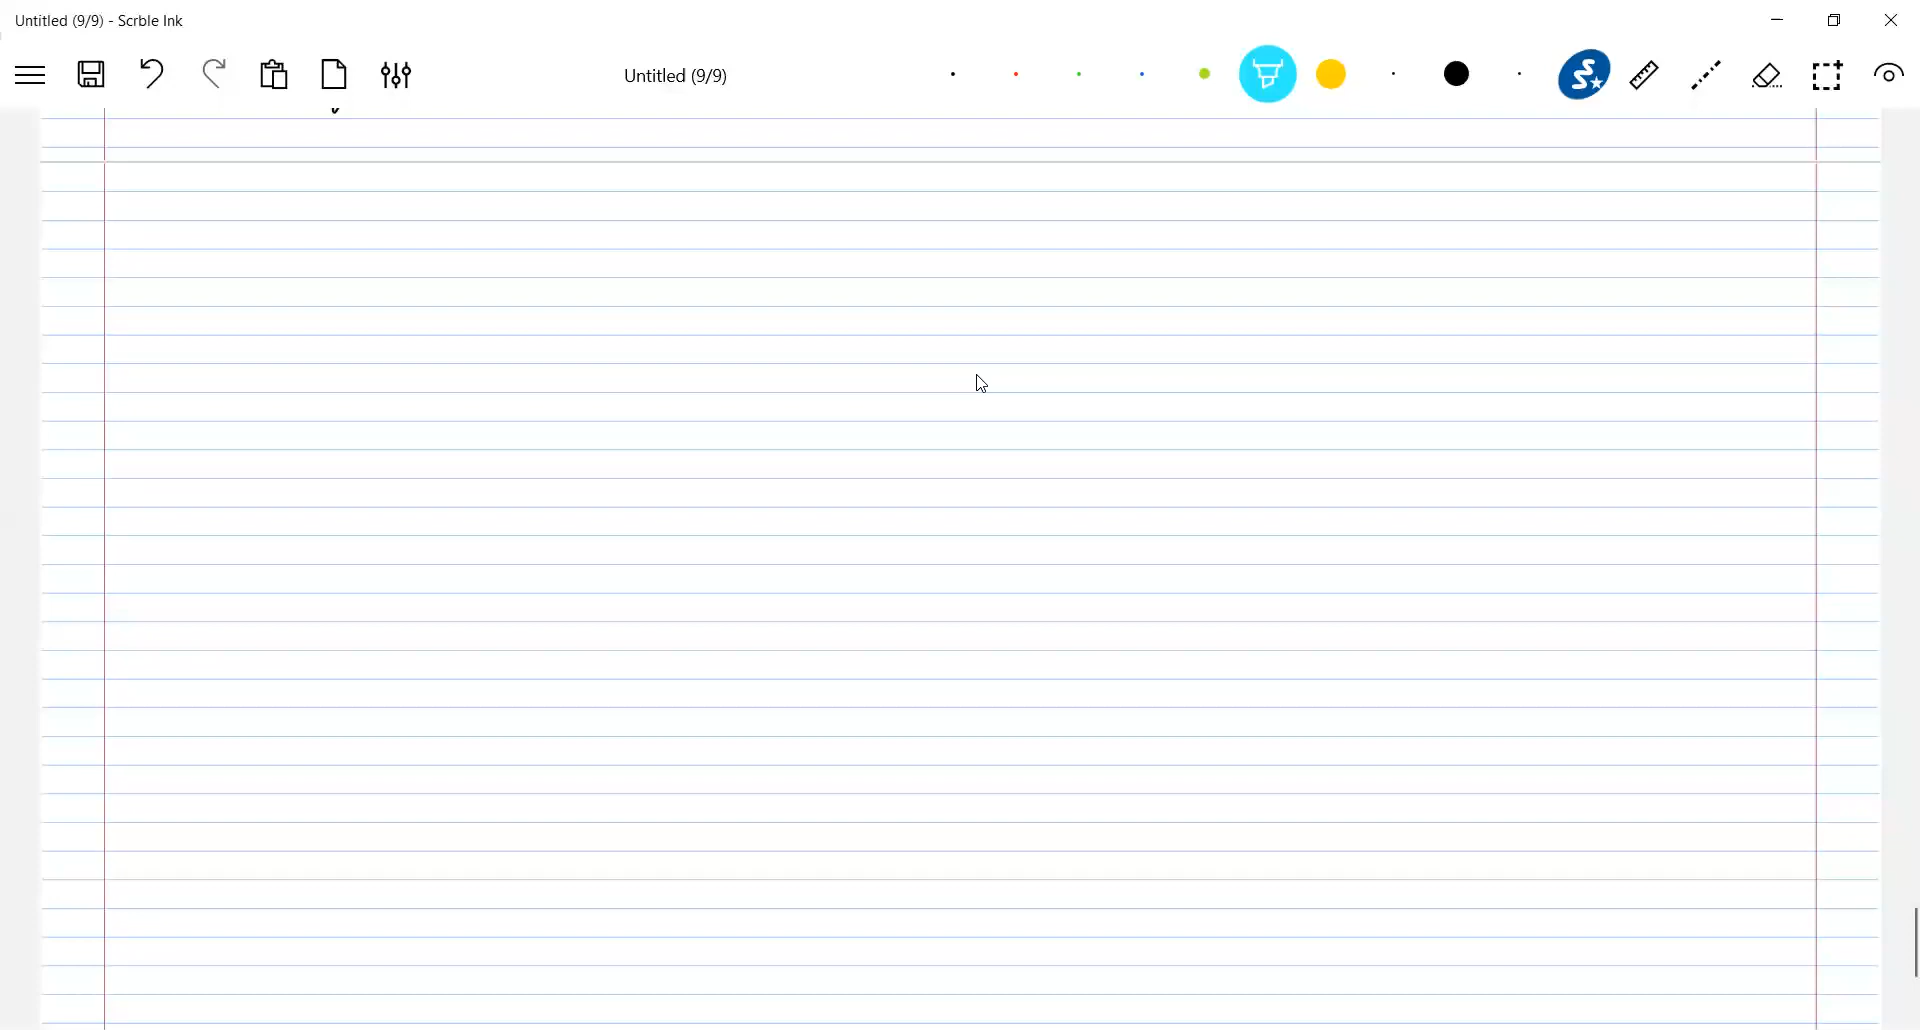 Untitled (9/9) - Scrble Ink
Untitled (9/9)